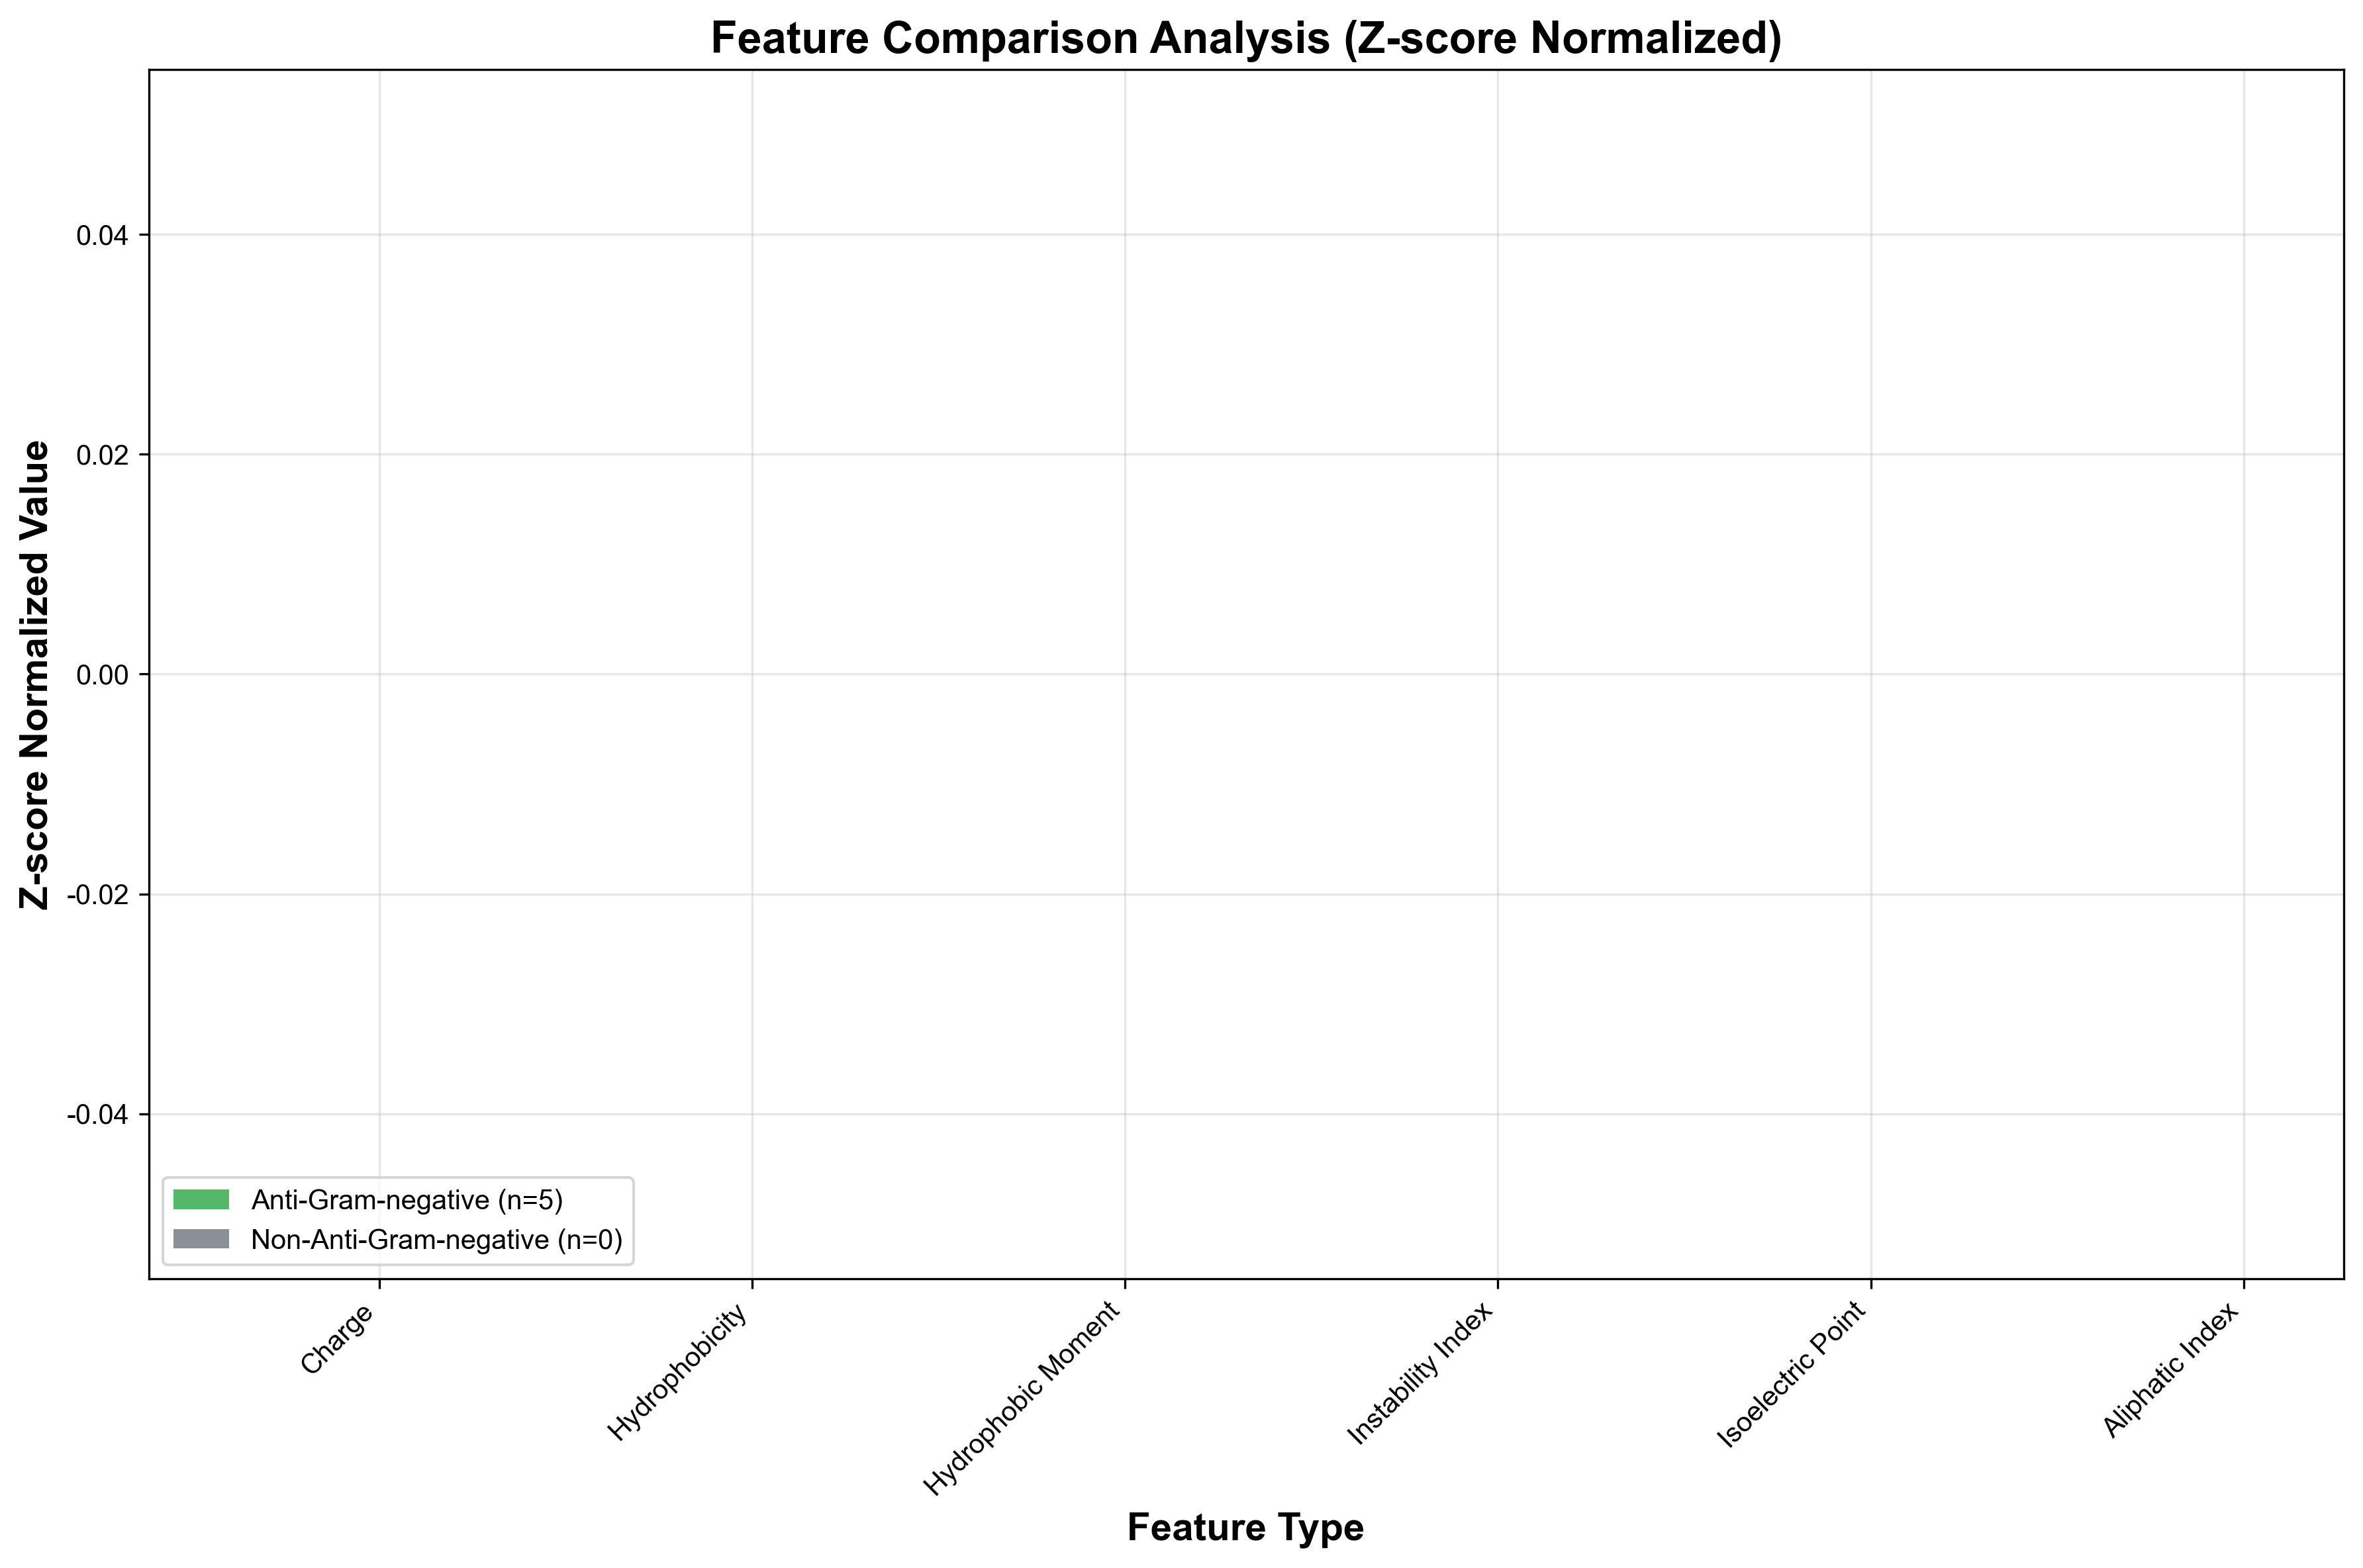 Feature Comparison Analysis (Z-score Normalized)
Z-score Normalized Value
0.04
0.02
0.00
-0.02
-0.04
Anti-Gram-negative (n=5)
Non-Anti-Gram-negative (n=0)
Charge
Hydrophobicity
Hydrophobic Moment
Instability Index
Isoelectric Point
Aliphatic Index
Feature Type